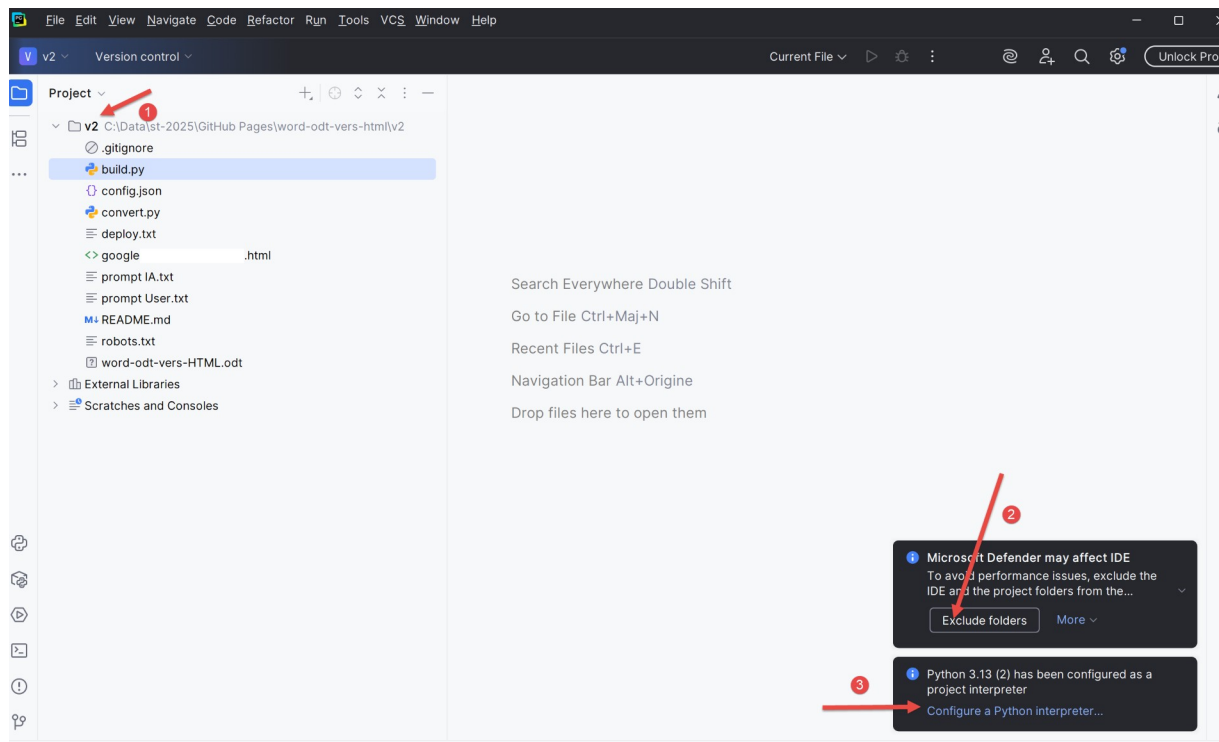 PC
File Edit View Navigate Code Refactor Run Tools VCS Window Help
V v2 Version control Current File Unlock Pro
Project
1
v2 C:\Data\st-2025\GitHub Pages\word-odt-vers-html\v2
.gitignore
build.py
config.json
convert.py
deploy.txt
google .html
prompt IA.txt
prompt User.txt
M↓ README.md
robots.txt
word-odt-vers-HTML.odt
External Libraries
Scratches and Consoles
Search Everywhere Double Shift
Go to File Ctrl+Maj+N
Recent Files Ctrl+E
Navigation Bar Alt+Origine
Drop files here to open them
2
Microsoft Defender may affect IDE
To avoid performance issues, exclude the
IDE and the project folders from the...
Exclude folders More
3
Python 3.13 (2) has been configured as a
project interpreter
Configure a Python interpreter...